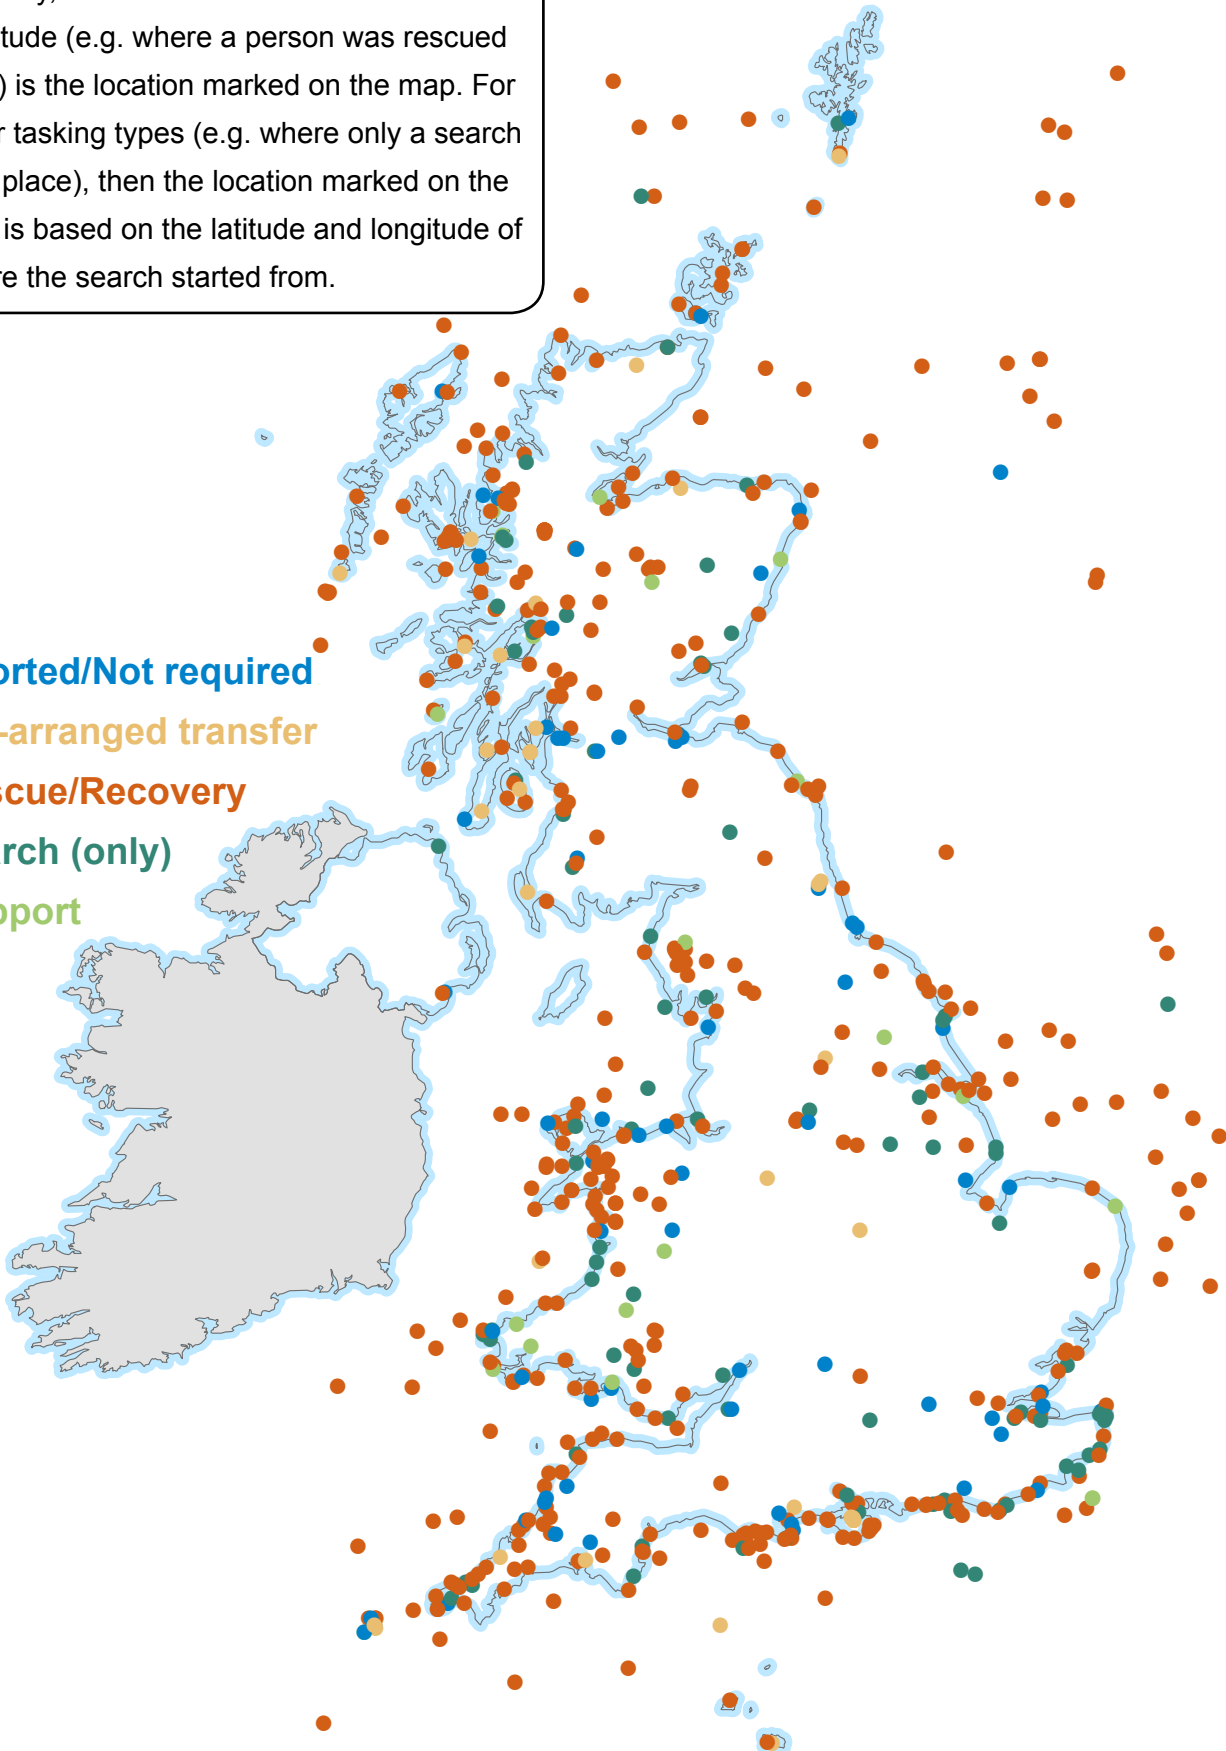 tude (e.g. where a person was rescued
) is the location marked on the map. For
r tasking types (e.g. where only a search
place), then the location marked on the
is based on the latitude and longitude of
re the search started from.
orted/Not required
-arranged transfer
scue/Recovery
rch (only)
pport